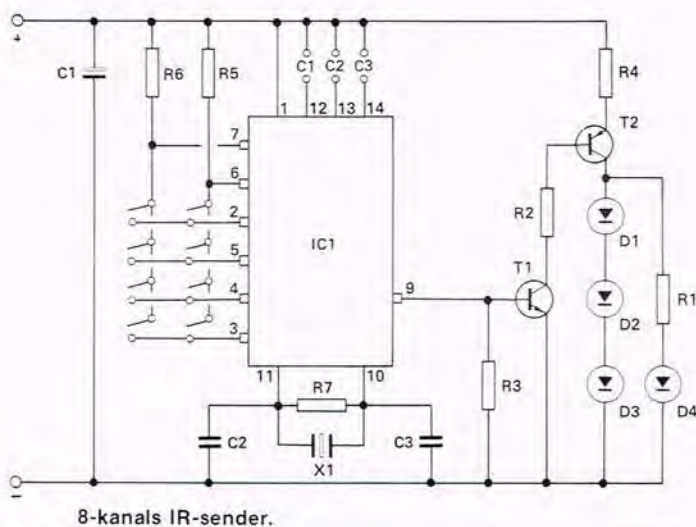 +
C1
R6
R5
C1
C2
C3
R4
1
12
13
14
T2
7
6
2
IC1
R2
D1
5
T1
R1
4
9
D2
3
11
10
R7
R3
D3
D4
C2
X1
C3
–
8-kanals IR-sender.